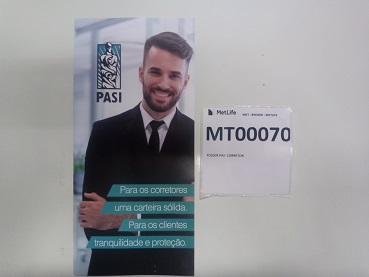 PASI
Para os corretores
uma carteira sólida.
Para os clientes
tranquilidade e proteção.
MetLife
MT00070